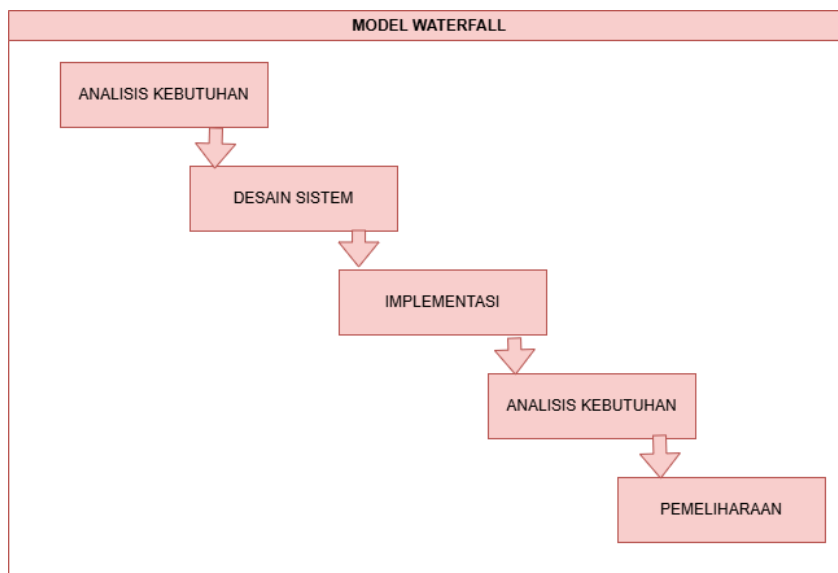 MODEL WATERFALL
ANALISIS KEBUTUHAN
DESAIN SISTEM
IMPLEMENTASI
ANALISIS KEBUTUHAN
PEMELIHARAAN